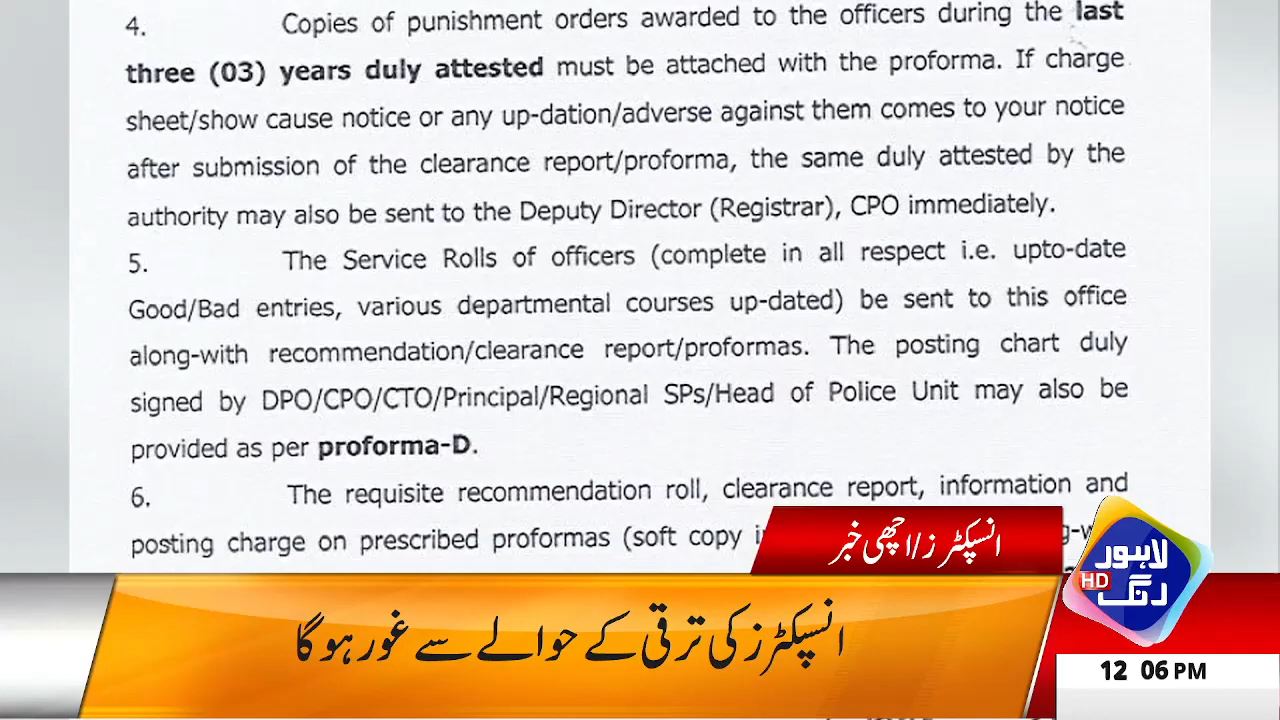 4. Copies of punishment orders awarded to the officers during the last
three (03) years duly attested must be attached with the proforma. If charge
sheet/show cause notice or any up-dation/adverse against them comes to your notice
after submission of the clearance report/proforma, the same duly attested by the
authority may also be sent to the Deputy Director (Registrar), CPO immediately.
5. The Service Rolls of officers (complete in all respect i.e. upto-date
Good/Bad entries, various departmental courses up-dated) be sent to this office
along-with recommendation/clearance report/proformas. The posting chart duly
signed by DPO/CPO/CTO/Principal/Regional SPs/Head of Police Unit may also be
provided as per proforma-D.
6. The requisite recommendation roll, clearance report, information and
posting charge on prescribed proformas (soft copy
انسپکٹرز/اچھی خبر
لاہور
رنگ
HD
انسپکٹرز کی ترقی کے حوالے سے غور ہو گا
12 06 PM